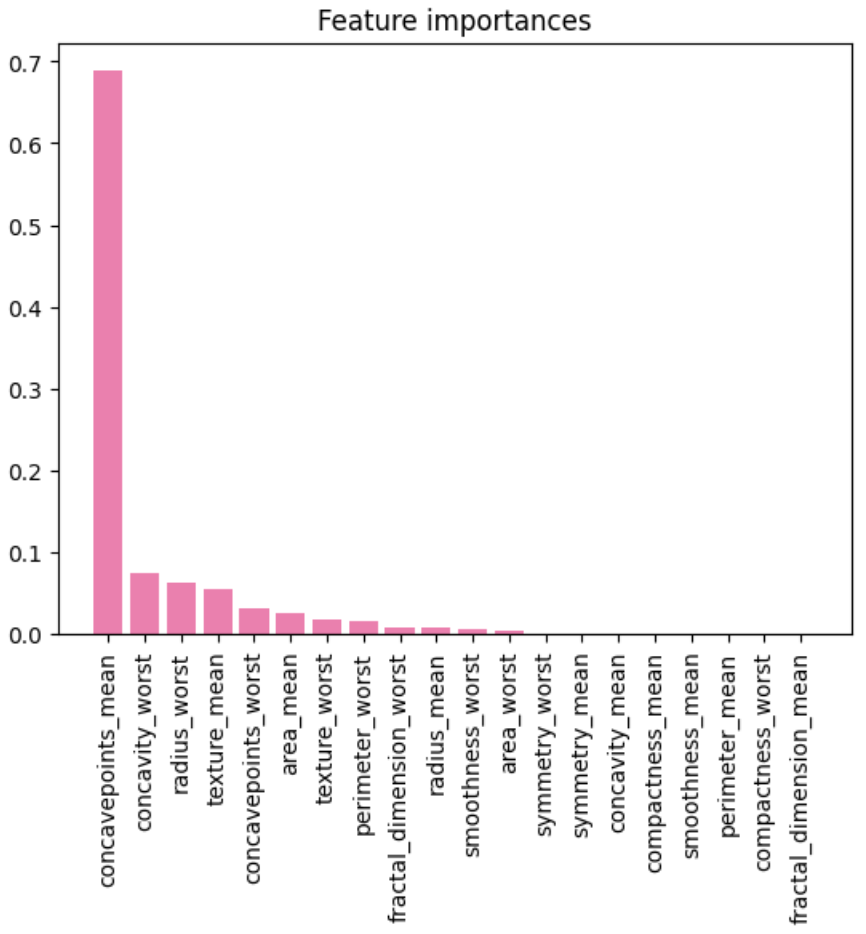 Feature importances
0.7
0.6
0.5
0.4
0.3
0.2
0.1
0.0
concavepoints_mean
concavity_worst
radius_worst
texture_mean
concavepoints_worst
area_mean
texture_worst
perimeter_worst
fractal_dimension_worst
radius_mean
smoothness_worst
area_worst
symmetry_worst
symmetry_mean
concavity_mean
compactness_mean
smoothness_mean
perimeter_mean
compactness_worst
fractal_dimension_mean